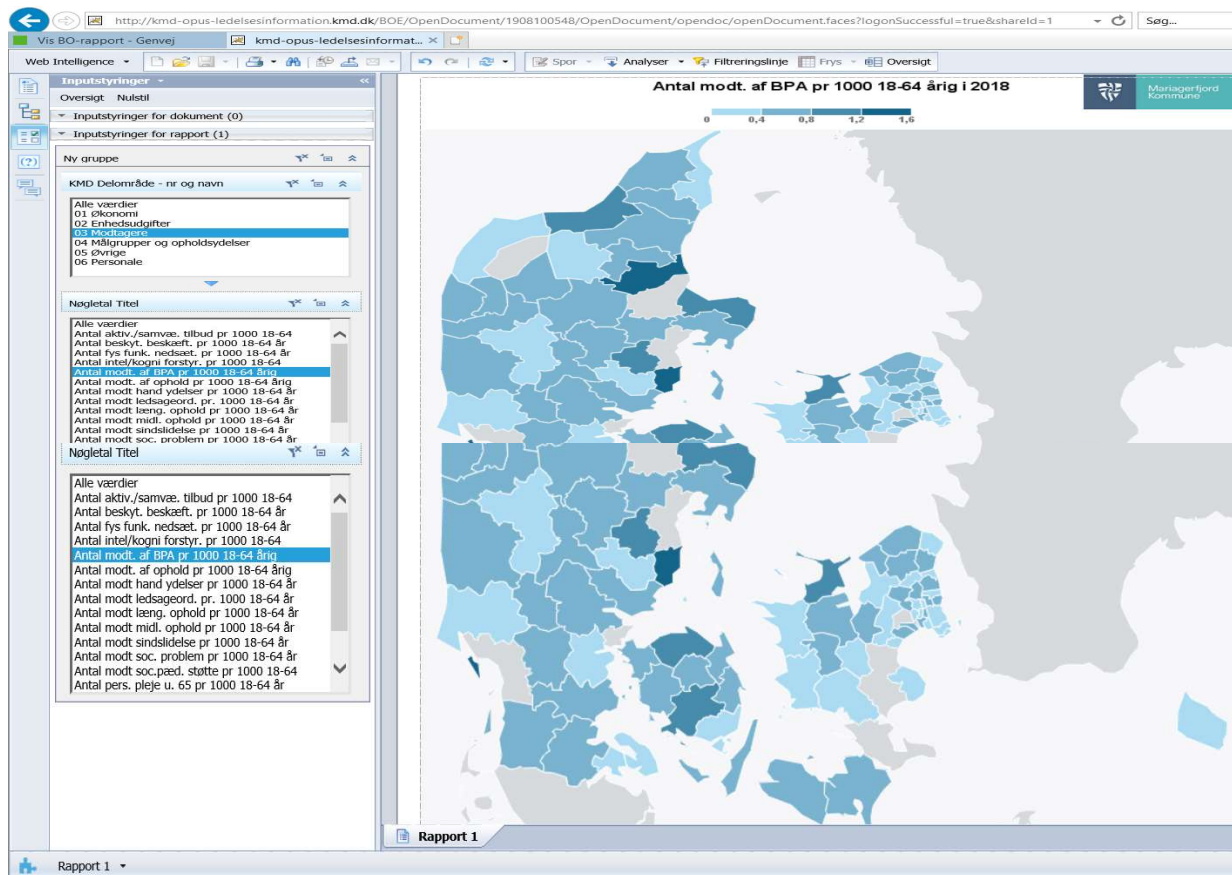 http://kmd-opus-ledelsesinformation.kmd.dk/BOE/OpenDocument/1908100548/OpenDocument/opendoc/openDocument.faces?logonSuccessful=true&shareId=1
Søg...
Vis BO-rapport - Genvej
kmd-opus-ledelsesinformat...
Web Intelligence
Spor
Analyser
Filtreringslinje
Frys
Oversigt
Inputstyringer
Oversigt Nulstil
Inputstyringer for dokument (0)
Inputstyringer for rapport (1)
Ny gruppe
KMD Delområde - nr og navn
Alle værdier
01 Økonomi
02 Enhedsudgifter
03 Modtagere
04 Målgrupper og opholdsydelser
05 Øvrige
06 Personale
Nøgletal Titel
Alle værdier
Antal aktiv./samvæ. tilbud pr 1000 18-64
Antal beskyt. beskæft. pr 1000 18-64 år
Antal fys funk. nedsæt. pr 1000 18-64 år
Antal intel/kogni forstyr. pr 1000 18-64
Antal modt. af BPA pr 1000 18-64 årig
Antal modt. af ophold pr 1000 18-64 årig
Antal modt hand ydelser pr 1000 18-64 år
Antal modt ledsageord. pr. 1000 18-64 år
Antal modt læng. ophold pr 1000 18-64 år
Antal modt midl. ophold pr 1000 18-64 år
Antal modt sindslidelse pr 1000 18-64 år
Antal modt soc. problem pr 1000 18-64 år
Nøgletal Titel
Alle værdier
Antal aktiv./samvæ. tilbud pr 1000 18-64
Antal beskyt. beskæft. pr 1000 18-64 år
Antal fys funk. nedsæt. pr 1000 18-64 år
Antal intel/kogni forstyr. pr 1000 18-64
Antal modt. af BPA pr 1000 18-64 årig
Antal modt. af ophold pr 1000 18-64 årig
Antal modt hand ydelser pr 1000 18-64 år
Antal modt ledsageord. pr. 1000 18-64 år
Antal modt læng. ophold pr 1000 18-64 år
Antal modt midl. ophold pr 1000 18-64 år
Antal modt sindslidelse pr 1000 18-64 år
Antal modt soc. problem pr 1000 18-64 år
Antal modt soc.pæd. støtte pr 1000 18-64
Antal pers. pleje u. 65 pr 1000 18-64 år
Antal modt. af BPA pr 1000 18-64 årig i 2018
0 0,4 0,8 1,2 1,6
Mariagerfjord
Kommune
Rapport 1
Rapport 1